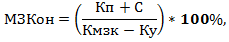 МЗКон = (Кп + С / Кмзк − Ку) * 100%,